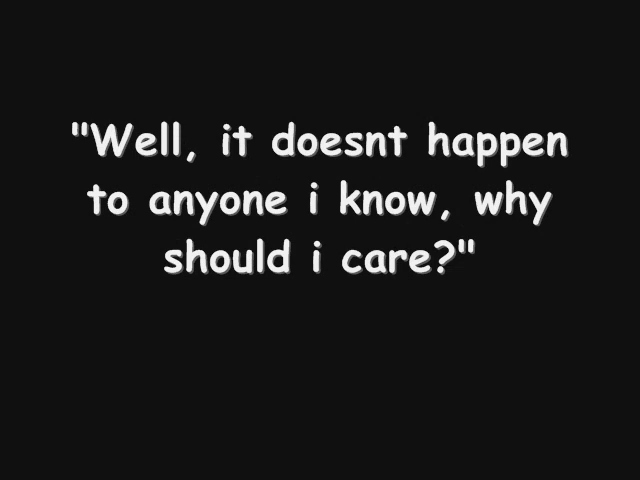 "Well, it doesnt happen
to anyone i know, why
should i care?"